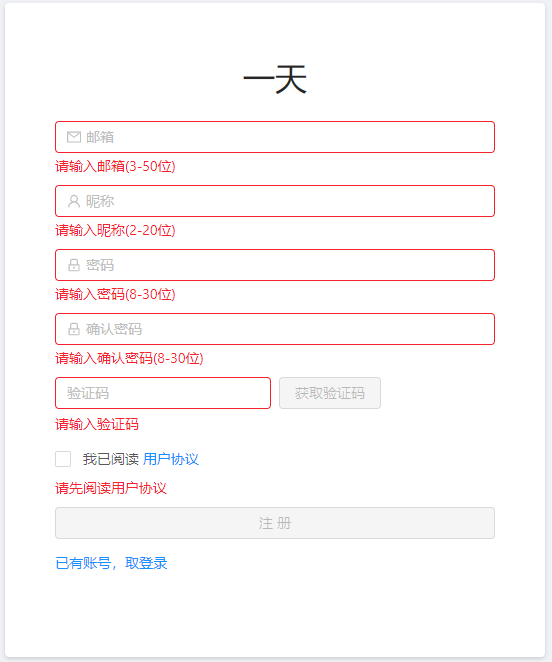 一天
邮箱
请输入邮箱(3-50位)
昵称
请输入昵称(2-20位)
密码
请输入密码(8-30位)
确认密码
请输入确认密码(8-30位)
验证码 获取验证码
请输入验证码
我已阅读 用户协议
请先阅读用户协议
注 册
已有账号，取登录